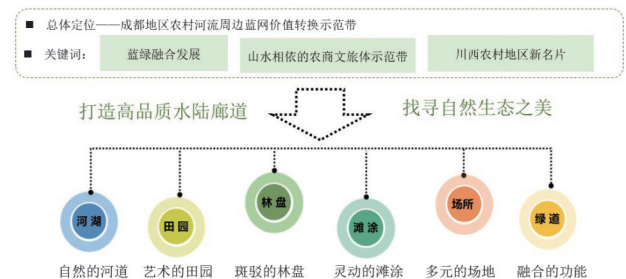 ■ 总体定位——成都地区农村河流周边蓝网价值转换示范带
■ 关键词： 蓝绿融合发展 山水相依的农商文旅体示范带 川西农村地区新名片
打造高品质水陆廊道 找寻自然生态之美
河湖 田园 林盘 滩涂 场所 绿道
自然的河道 艺术的田园 斑驳的林盘 灵动的滩涂 多元的场地 融合的功能